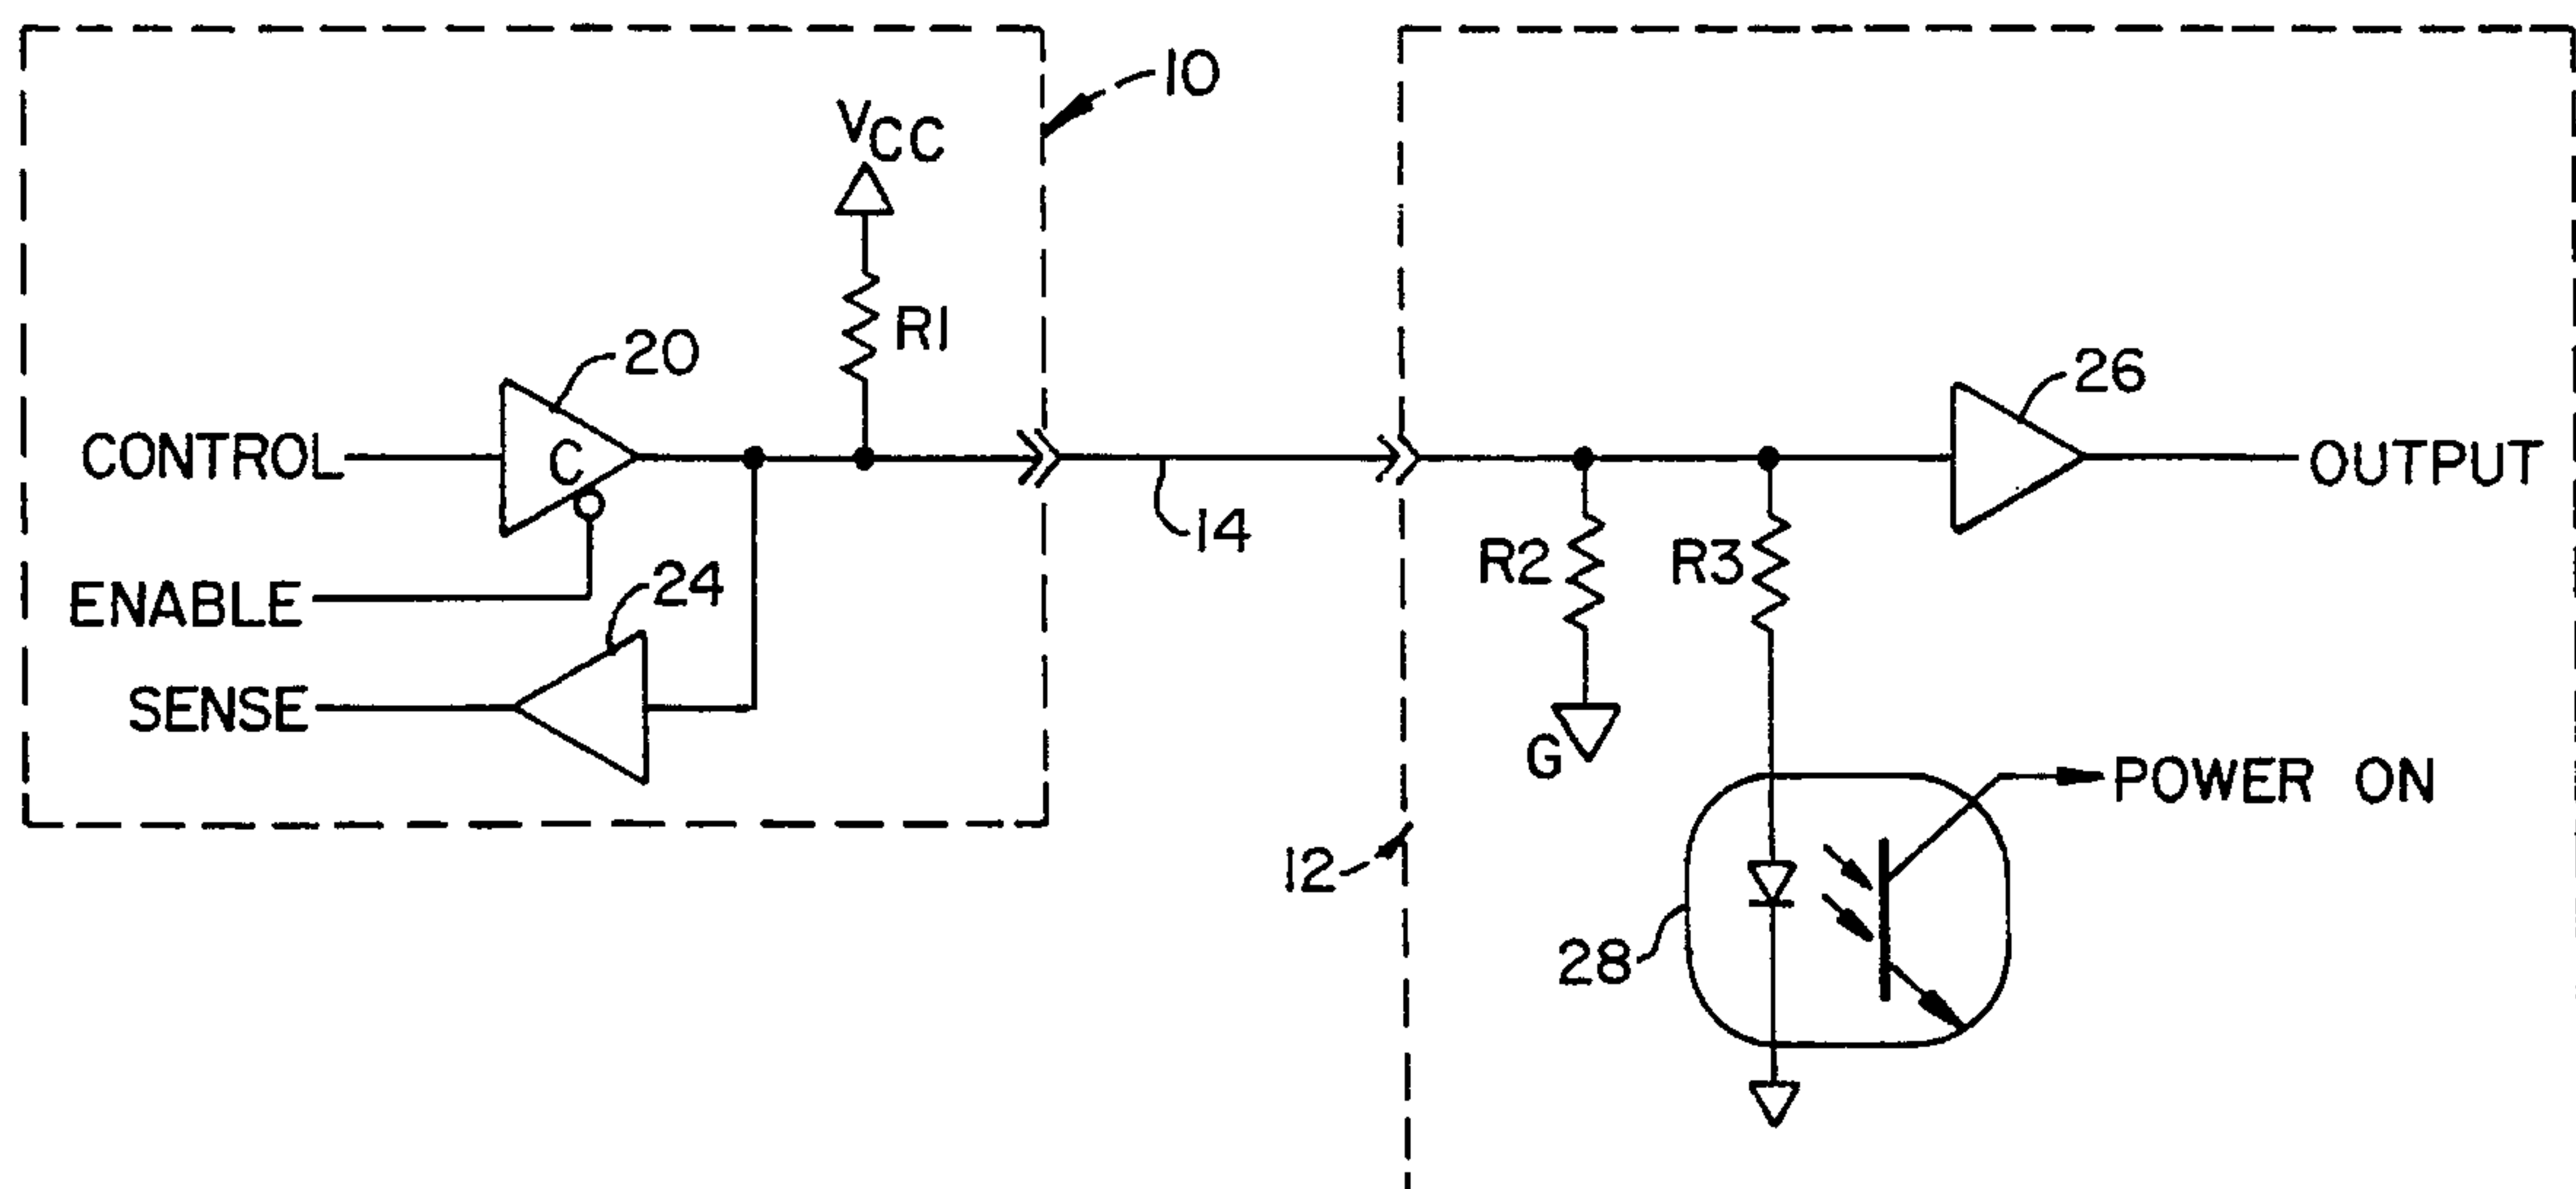 10
VCC
R1
20
CONTROL
C
ENABLE
24
SENSE
14
26
OUTPUT
R2
R3
G
POWER ON
12
28